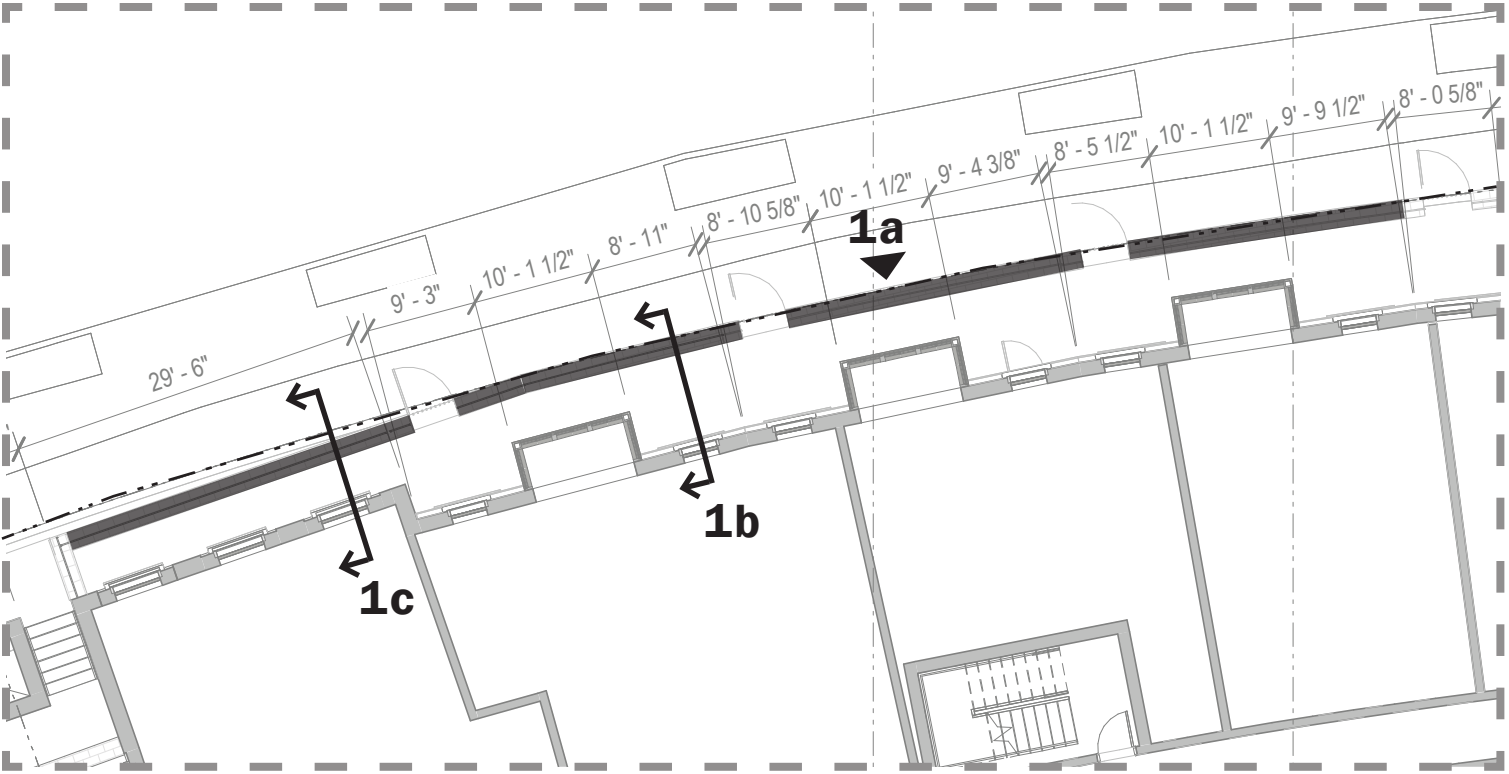 29' - 6"
9' - 3"
10' - 1 1/2"
8' - 11"
8' - 10 5/8"
10' - 1 1/2"
9' - 4 3/8"
8' - 5 1/2"
10' - 1 1/2"
9' - 9 1/2"
8' - 0 5/8"
1a
1b
1c